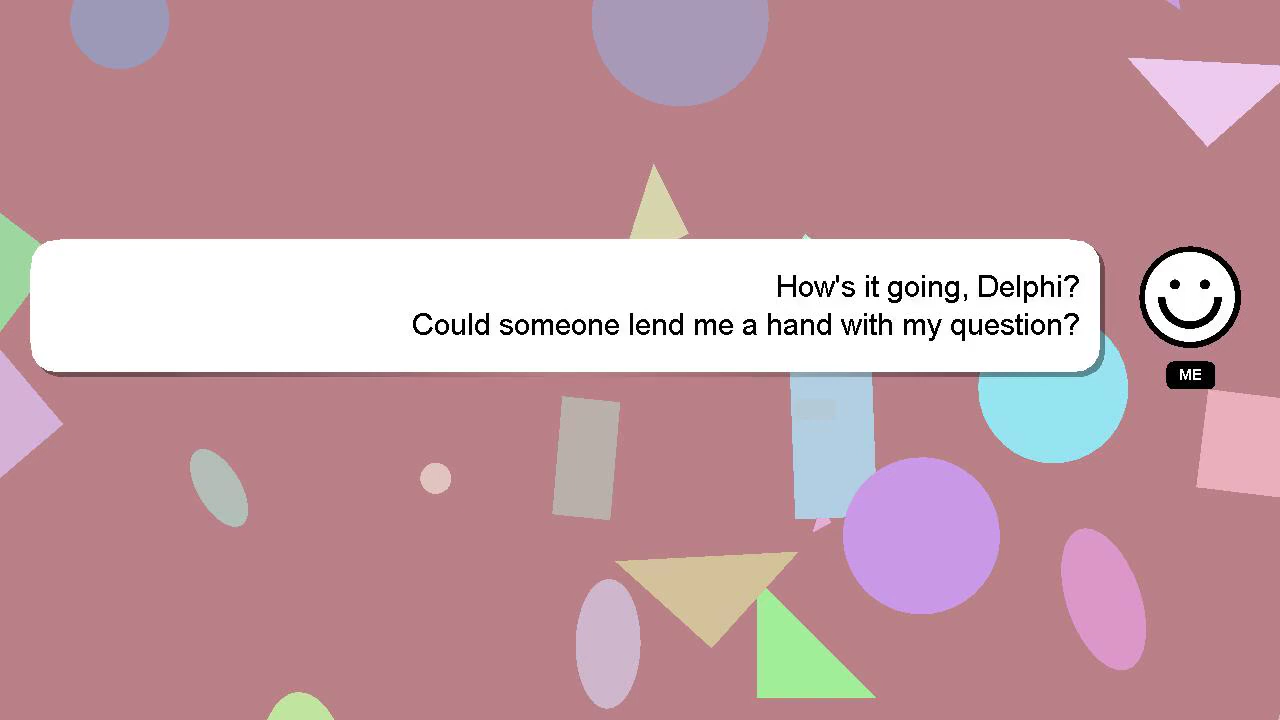 How's it going, Delphi?
Could someone lend me a hand with my question?
ME